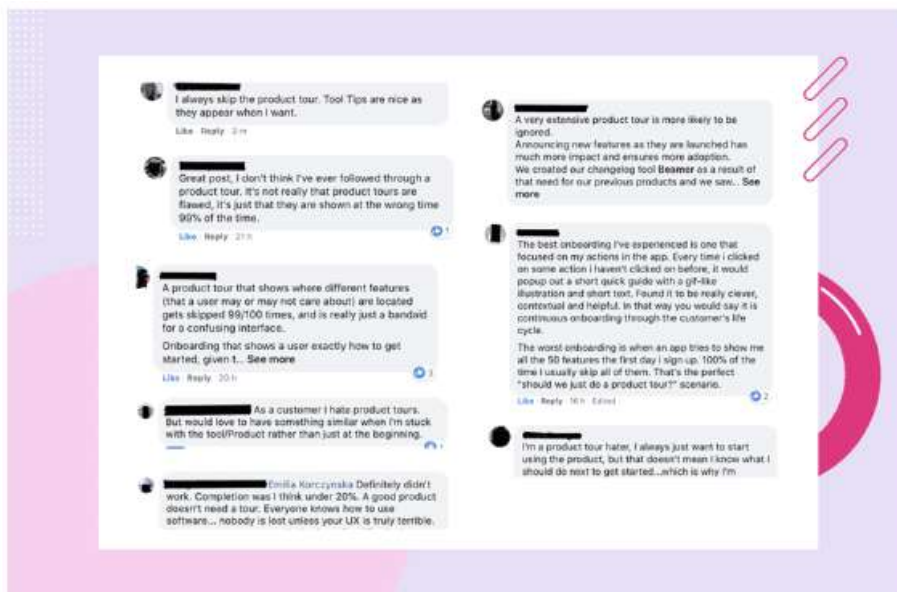 I always skip the product tour. Tool Tips are nice as
they appear when I want.
Like Reply
Great post, I don't think I've ever followed through a
product tour. It's not really that product tours are
flawed, it's just that they are shown at the wrong time
99% of the time.
Like Reply 21 h
1
A product tour that shows where different features
(that a user may or may not care about) are located
gets skipped 99/100 times, and is really just a bandaid
for a confusing interface.
Onboarding that shows a user exactly how to get
started, given t... See more
Like Reply 20 h
3
As a customer I hate product tours.
But would love to have something similar when I'm stuck
with the tool/Product rather than just at the beginning.
Emilia Korczynska Definitely didn't
work. Completion was I think under 20%. A good product
doesn't need a tour. Everyone knows how to use
software... nobody is lost unless your UX is truly terrible.
A very extensive product tour is more likely to be
ignored.
Announcing new features as they are launched has
much more impact and ensures more adoption.
We created our changelog tool Beamer as a result of
that need for our previous products and we saw... See
more
The best onboarding I've experienced is one that
focused on my actions in the app. Every time i clicked
on some action i haven't clicked on before, it would
popup out a short quick guide with a gif-like
illustration and short text. Found it to be really clever,
contextual and helpful. In that way you would say it is
continuous onboarding through the customer's life
cycle.
The worst onboarding is when an app tries to show me
all the 50 features the first day i sign up. 100% of the
time I usually skip all of them. That's the perfect
"should we just do a product tour?" scenario.
Like Reply 16 h Edited
2
I'm a product tour hater, I always just want to start
using the product, but that doesn't mean I know what I
should do next to get started...which is why I'm